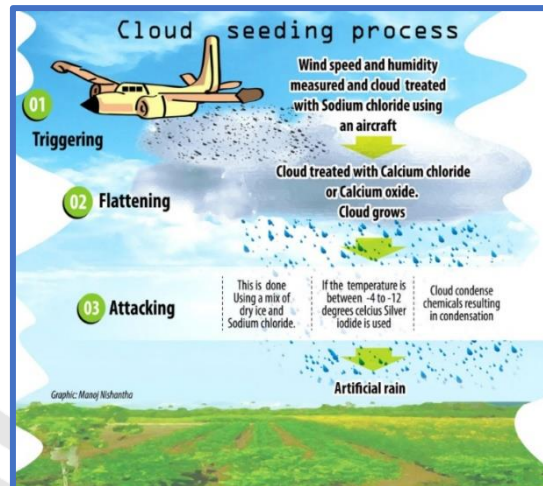 Cloud seeding process
Wind speed and humidity
measured and cloud treated
with Sodium chloride using
an aircraft
01
Triggering
Cloud treated with Calcium chloride
or Calcium oxide.
Cloud grows
02 Flattening
03 Attacking
This is done
Using a mix of
dry ice and
Sodium chloride.
If the temperature is
between -4 to -12
degrees celcius Silver
iodide is used
Cloud condense
chemicals resulting
in condensation
Artificial rain
Graphic: Manoj Nishantha